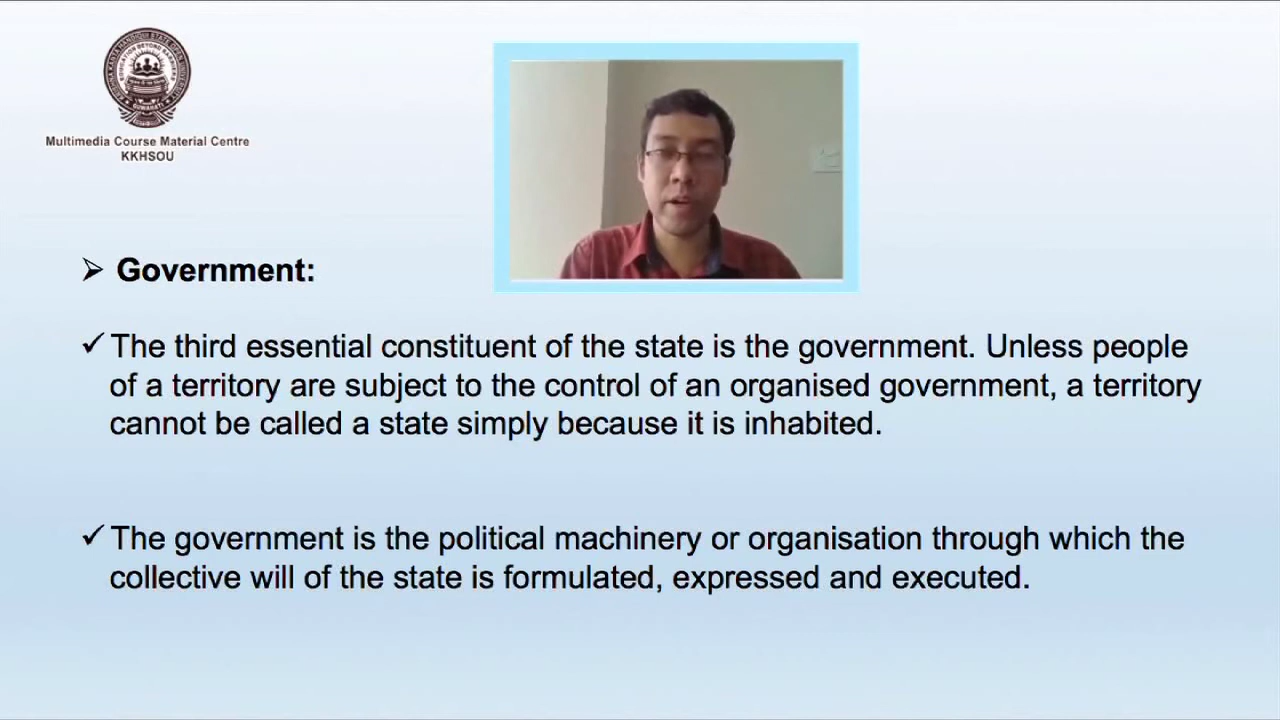 Multimedia Course Material Centre
KKHSOU
➢ Government:
✓ The third essential constituent of the state is the government. Unless people
of a territory are subject to the control of an organised government, a territory
cannot be called a state simply because it is inhabited.
✓ The government is the political machinery or organisation through which the
collective will of the state is formulated, expressed and executed.